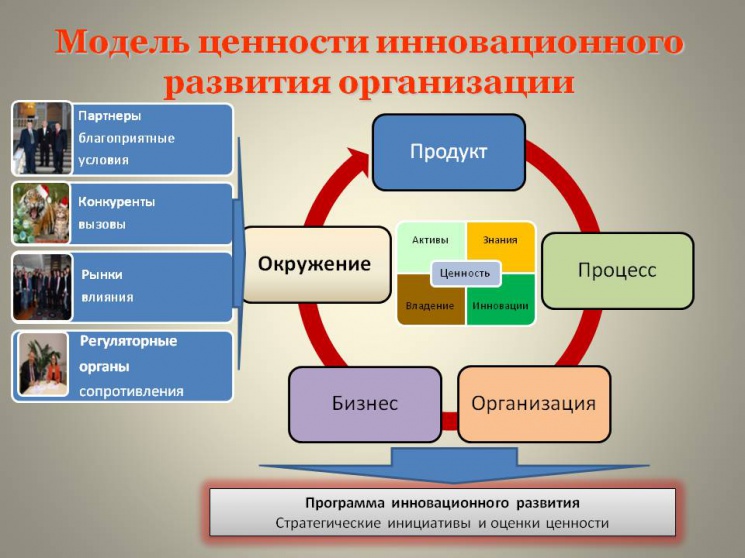 Модель ценности инновационного
развития организации
Партнеры
благоприятные
условия
Конкуренты
вызовы
Рынки
влияния
Регуляторные
органы
сопротивления
Окружение
Продукт
Процесс
Организация
Бизнес
Активы
Знания
Ценность
Владение
Инновации
Программа инновационного развития
Стратегические инициативы и оценки ценности